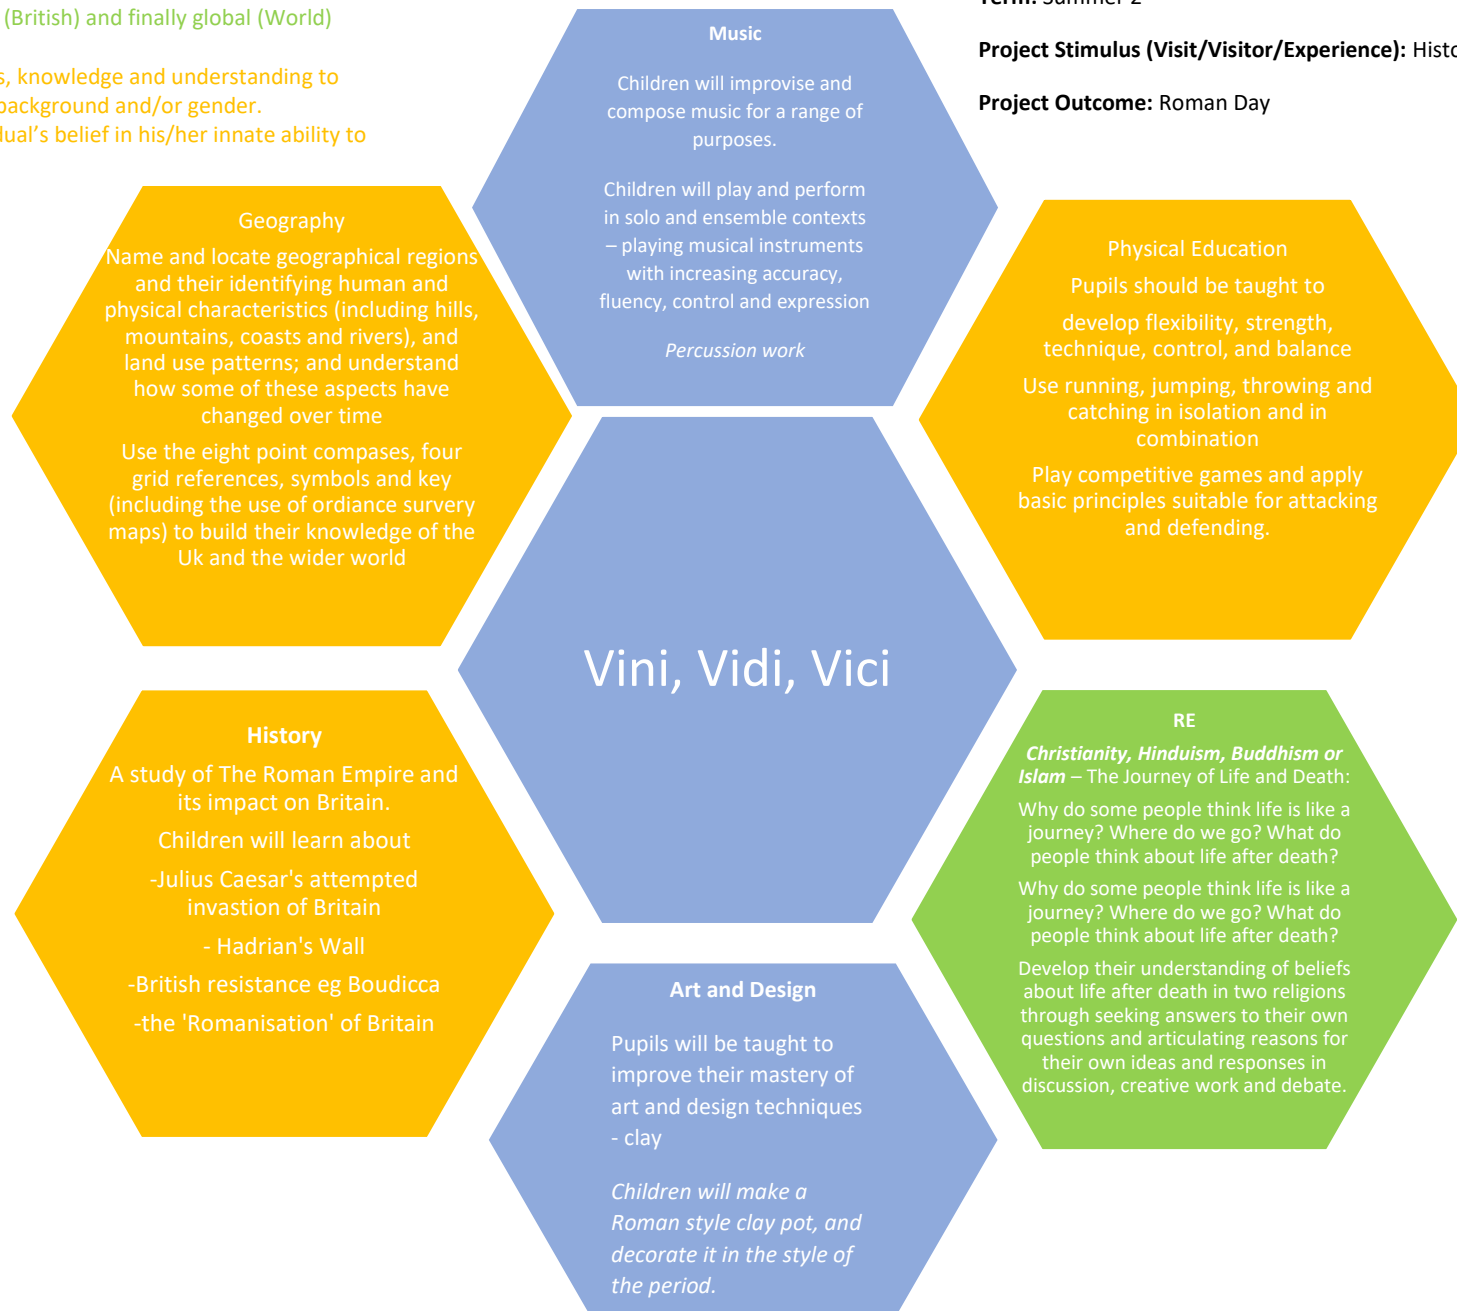 (British) and finally global (World)
s, knowledge and understanding to
background and/or gender.
dual's belief in his/her innate ability to
Term: Summer 2
Project Stimulus (Visit/Visitor/Experience): Histo
Project Outcome: Roman Day
Music
Children will improvise and
compose music for a range of
purposes.
Children will play and perform
in solo and ensemble contexts
– playing musical instruments
with increasing accuracy,
fluency, control and expression
Percussion work
Geography
Name and locate geographical regions
and their identifying human and
physical characteristics (including hills,
mountains, coasts and rivers), and
land use patterns; and understand
how some of these aspects have
changed over time
Use the eight point compases, four
grid references, symbols and key
(including the use of ordiance survery
maps) to build their knowledge of the
Uk and the wider world
Physical Education
Pupils should be taught to
develop flexibility, strength,
technique, control, and balance
Use running, jumping, throwing and
catching in isolation and in
combination
Play competitive games and apply
basic principles suitable for attacking
and defending.
Vini, Vidi, Vici
History
A study of The Roman Empire and
its impact on Britain.
Children will learn about
-Julius Caesar's attempted
invastion of Britain
- Hadrian's Wall
-British resistance eg Boudicca
-the 'Romanisation' of Britain
RE
Christianity, Hinduism, Buddhism or
Islam – The Journey of Life and Death:
Why do some people think life is like a
journey? Where do we go? What do
people think about life after death?
Why do some people think life is like a
journey? Where do we go? What do
people think about life after death?
Develop their understanding of beliefs
about life after death in two religions
through seeking answers to their own
questions and articulating reasons for
their own ideas and responses in
discussion, creative work and debate.
Art and Design
Pupils will be taught to
improve their mastery of
art and design techniques
- clay
Children will make a
Roman style clay pot, and
decorate it in the style of
the period.